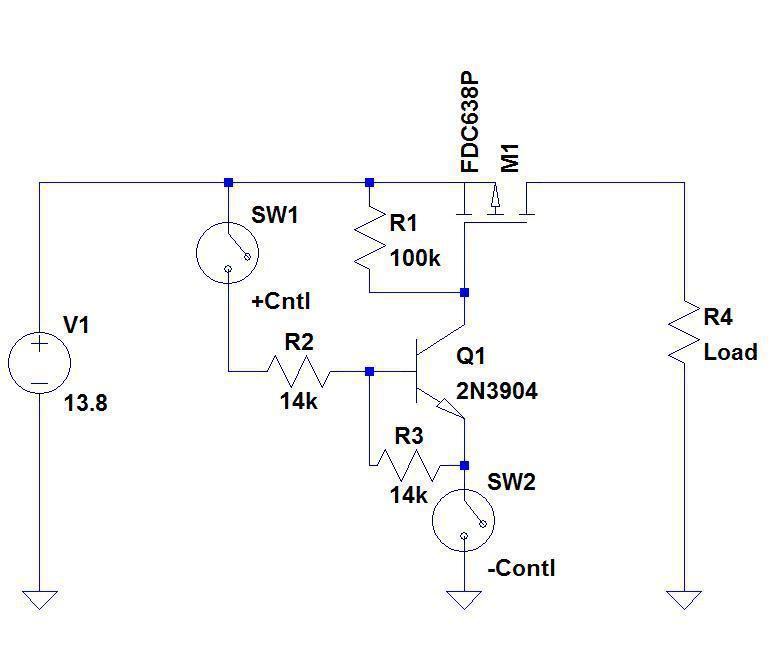 FDC638P
M1
SW1
R1
100k
+Cntl
V1
13.8
R2
14k
Q1
2N3904
R4
Load
R3
14k
SW2
-Contl